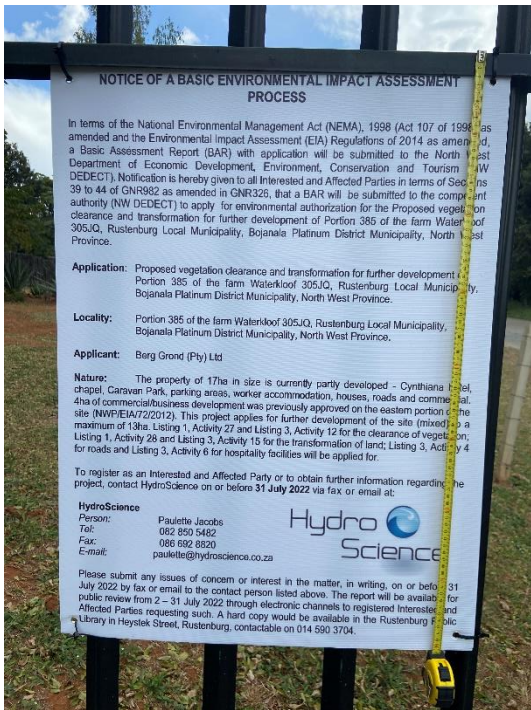 NOTICE OF A BASIC ENVIRONMENTAL IMPACT ASSESSMENT
PROCESS
In terms of the National Environmental Management Act (NEMA), 1998 (Act 107 of 1998) as
amended and the Environmental Impact Assessment (EIA) Regulations of 2014 as amended,
a Basic Assessment Report (BAR) with application will be submitted to the North West
Department of Economic Development, Environment, Conservation and Tourism (NW
DEDECT). Notification is hereby given to all Interested and Affected Parties in terms of Sections
39 to 44 of GNR982 as amended in GNR326, that a BAR will be submitted to the competent
authority (NW DEDECT) to apply for environmental authorization for the Proposed vegetation
clearance and transformation for further development of Portion 385 of the farm Waterkloof
305JQ, Rustenburg Local Municipality, Bojanala Platinum District Municipality, North West
Province.
Application: Proposed vegetation clearance and transformation for further development
Portion 385 of the farm Waterkloof 305JQ, Rustenburg Local Municipality,
Bojanala Platinum District Municipality, North West Province.
Locality: Portion 385 of the farm Waterkloof 305JQ, Rustenburg Local Municipality,
Bojanala Platinum District Municipality, North West Province.
Applicant: Berg Grond (Pty) Ltd
Nature: The property of 17ha in size is currently partly developed - Cynthiana Hotel,
chapel, Caravan Park, parking areas, worker accommodation, houses, roads and commercial.
4ha of commercial/business development was previously approved on the eastern portion of the
site (NWP/EIA/72/2012). This project applies for further development of the site (mixed) to a
maximum of 13ha. Listing 1, Activity 27 and Listing 3, Activity 12 for the clearance of vegetation;
Listing 1, Activity 28 and Listing 3, Activity 15 for the transformation of land; Listing 3, Activity 4
for roads and Listing 3, Activity 6 for hospitality facilities will be applied for.
To register as an Interested and Affected Party or to obtain further information regarding the
project, contact HydroScience on or before 31 July 2022 via fax or email at:
HydroScience
Person: Paulette Jacobs
Tel: 082 850 5482
Fax: 086 692 8820
E-mail: paulette@hydroscience.co.za
Hydro
Science
Please submit any issues of concern or interest in the matter, in writing, on or before 31
July 2022 by fax or email to the contact person listed above. The report will be available for
public review from 2 – 31 July 2022 through electronic channels to registered Interested and
Affected Parties requesting such. A hard copy would be available in the Rustenburg Public
Library in Heystek Street, Rustenburg, contactable on 014 590 3704.